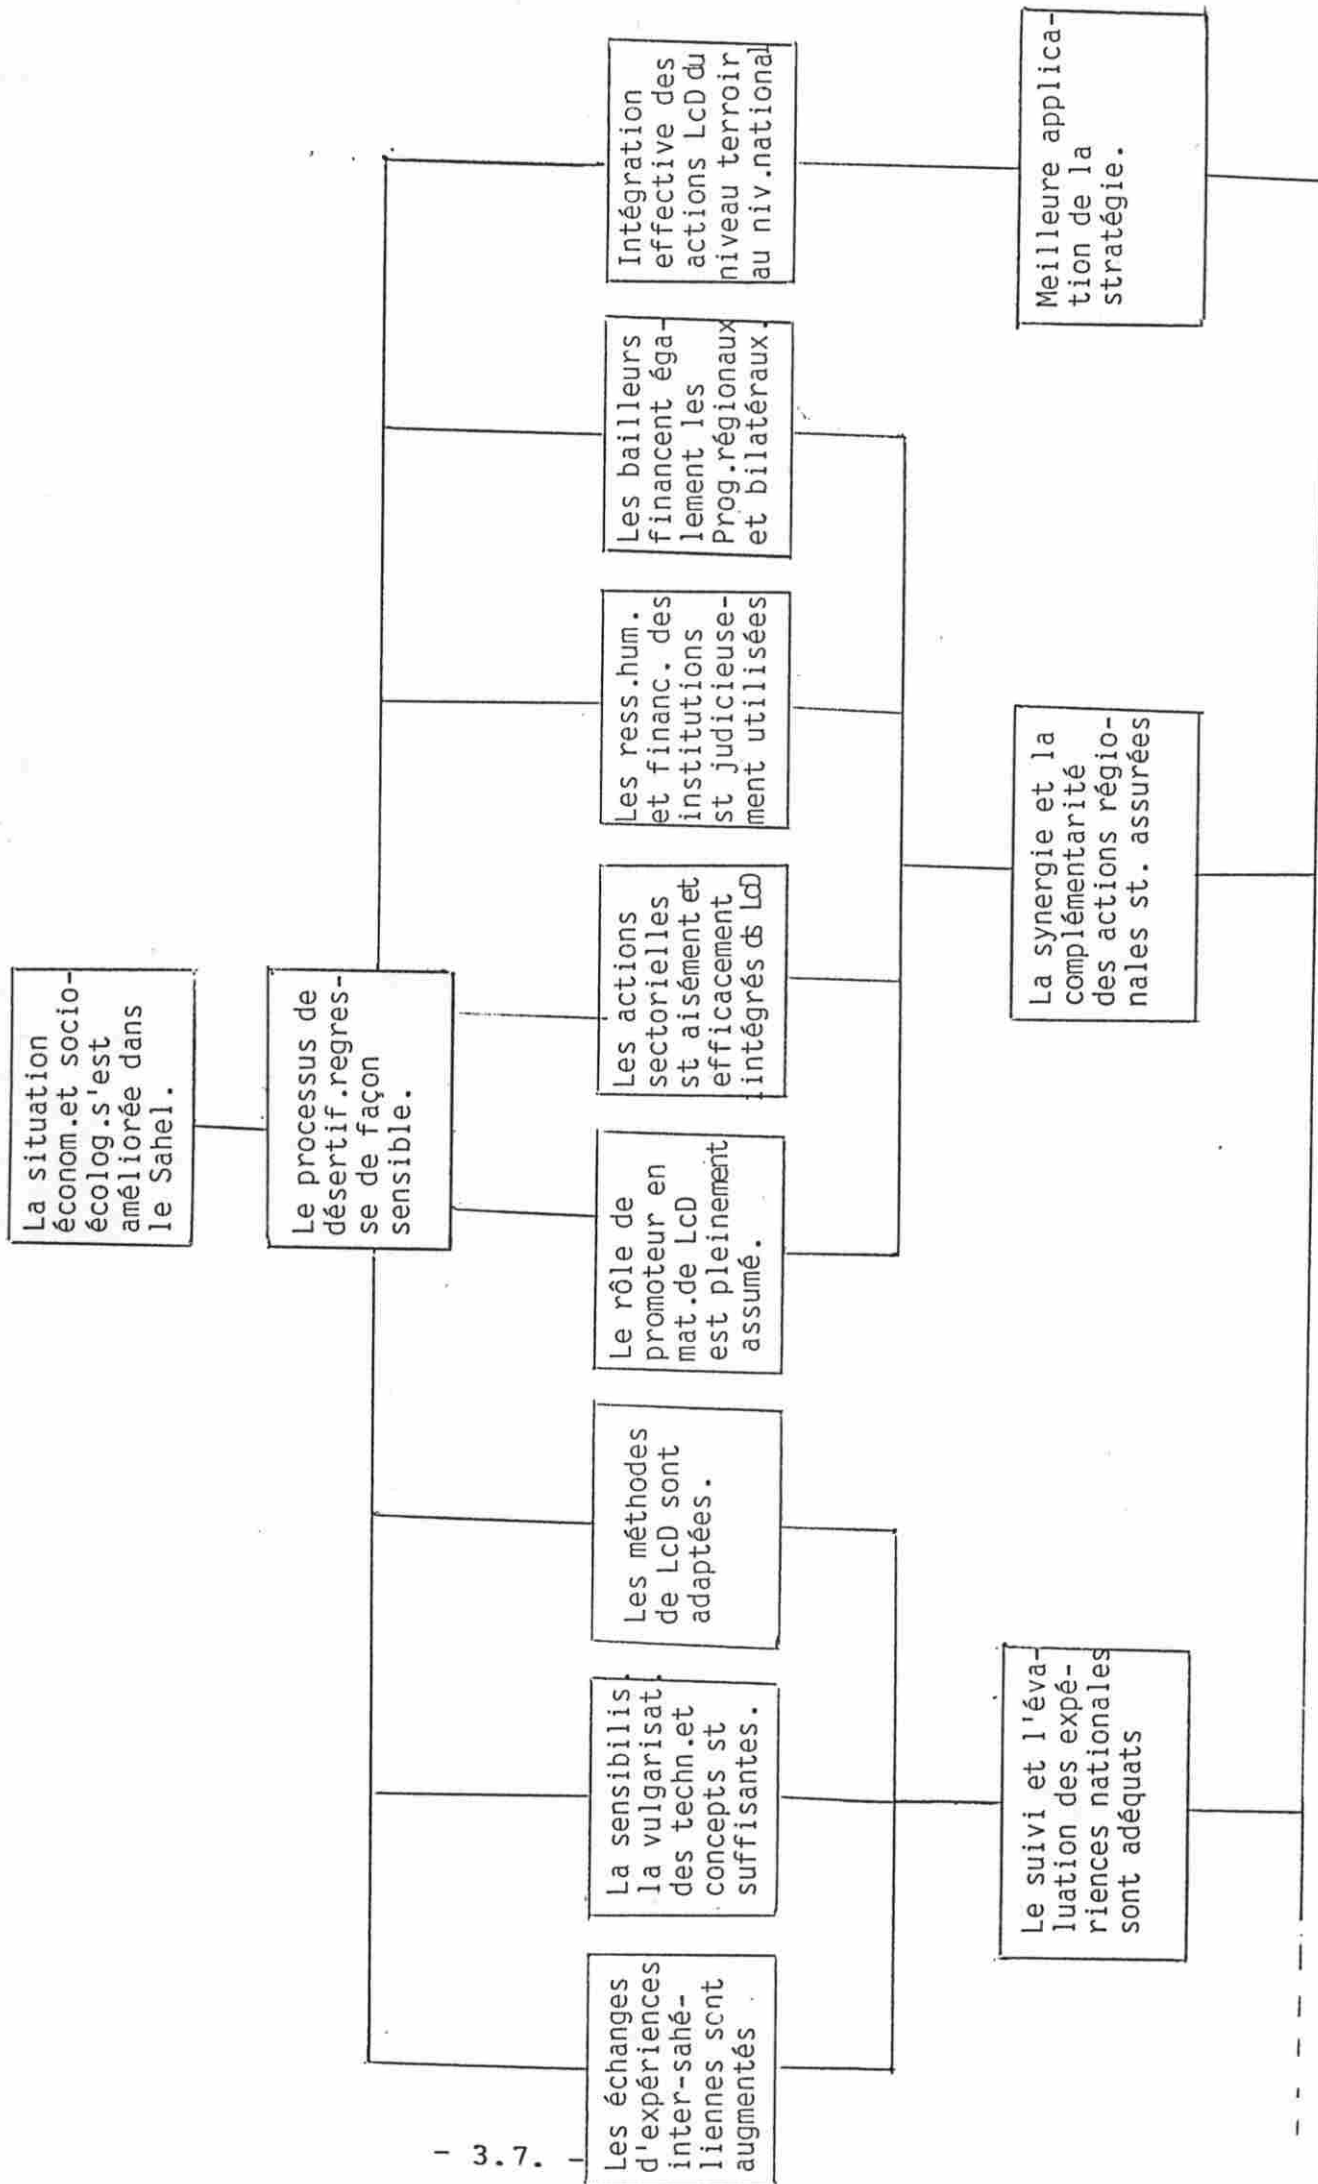 La situation
économ.et socio-
écolog.s'est
améliorée dans
le Sahel.
Le processus de
désertif.regres-
se de façon
sensible.
Les échanges
d'expériences
inter-sahé-
liennes sont
augmentés
La sensibilis.
la vulgarisat.
des techn.et
concepts st
suffisantes.
Les méthodes
de LcD sont
adaptées.
Le rôle de
promoteur en
mat.de LcD
est pleinement
assumé.
Les actions
sectorielles
st aisément et
efficacement
intégrés ds LcD
Les ress.hum.
et financ. des
institutions
st judicieuse-
ment utilisées
Les bailleurs
financent éga-
lement les
Prog.régionaux
et bilatéraux.
Intégration
effective des
actions LcD du
niveau terroir
au niv.national
Le suivi et l'éva-
luation des expé-
riences nationales
sont adéquats
La synergie et la
complémentarité
des actions régio-
nales st. assurées
Meilleure applica-
tion de la
stratégie.
- 3.7. -